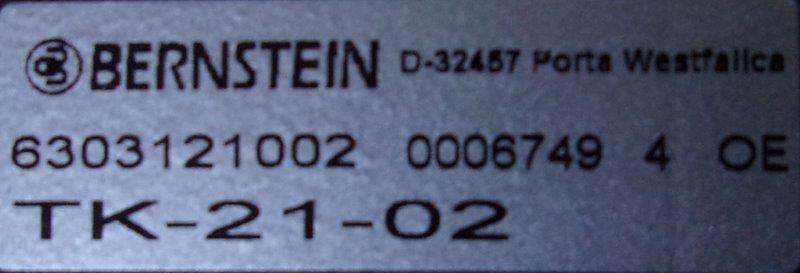 BERNSTEIN D-32457 Porta Westfalica
6303121002 0006749 4 OE
TK-21-02